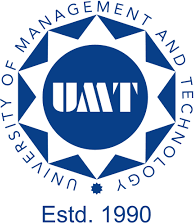 UNIVERSITY OF MANAGEMENT AND TECHNOLOGY
UMT
Estd. 1990